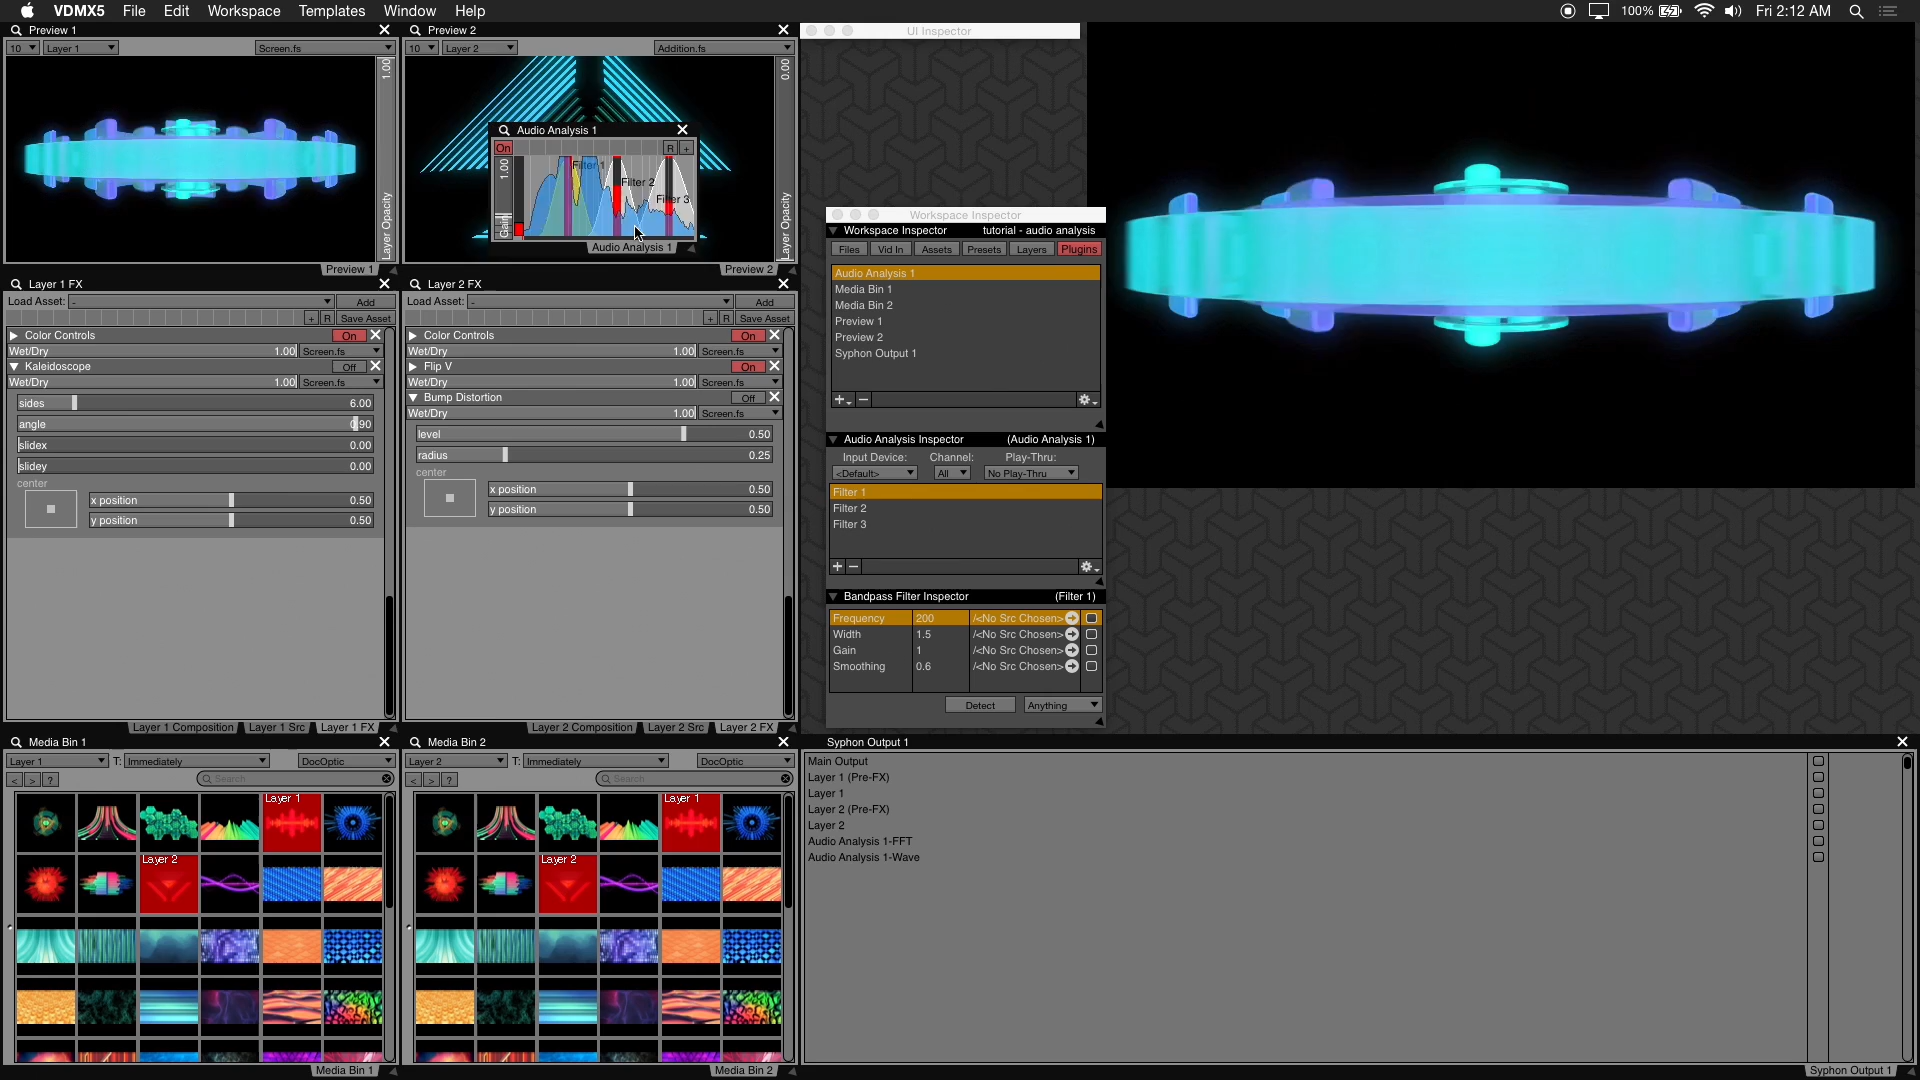 VDMX5 File Edit Workspace Templates Window Help
100% Fri 2:12 AM
Preview 1
10 Layer 1 Screen.fs
1.00
Layer Opacity
Preview 1
Preview 2
10 Layer 2 Addition.fs
0.00
Layer Opacity
Preview 2
Audio Analysis 1
On R +
1.00
Gain
Filter 1
Filter 2
Filter 3
Audio Analysis 1
UI Inspector
Workspace Inspector
Workspace Inspector tutorial - audio analysis
Files Vid In Assets Presets Layers Plugins
Audio Analysis 1
Media Bin 1
Media Bin 2
Preview 1
Preview 2
Syphon Output 1
Audio Analysis Inspector (Audio Analysis 1)
Input Device: Channel: Play-Thru:
<Default> All No Play-Thru
Filter 1
Filter 2
Filter 3
Bandpass Filter Inspector (Filter 1)
Frequency 200 /<No Src Chosen>
Width 1.5 /<No Src Chosen>
Gain 1 /<No Src Chosen>
Smoothing 0.6 /<No Src Chosen>
Detect Anything
Layer 1 FX
Load Asset: - Add
+ R Save Asset
Color Controls On
Wet/Dry 1.00 Screen.fs
Kaleidoscope Off
Wet/Dry 1.00 Screen.fs
sides 6.00
angle 0.90
slidex 0.00
slidey 0.00
center
x position 0.50
y position 0.50
Layer 1 Composition Layer 1 Src Layer 1 FX
Layer 2 FX
Load Asset: - Add
+ R Save Asset
Color Controls On
Wet/Dry 1.00 Screen.fs
Flip V On
Wet/Dry 1.00 Screen.fs
Bump Distortion Off
Wet/Dry 1.00 Screen.fs
level 0.50
radius 0.25
center
x position 0.50
y position 0.50
Layer 2 Composition Layer 2 Src Layer 2 FX
Media Bin 1
Layer 1 T: Immediately DocOptic
< > ? Search
Layer 1
Layer 2
Media Bin 1
Media Bin 2
Layer 2 T: Immediately DocOptic
< > ? Search
Layer 1
Layer 2
Media Bin 2
Syphon Output 1
Main Output
Layer 1 (Pre-FX)
Layer 1
Layer 2 (Pre-FX)
Layer 2
Audio Analysis 1-FFT
Audio Analysis 1-Wave
Syphon Output 1